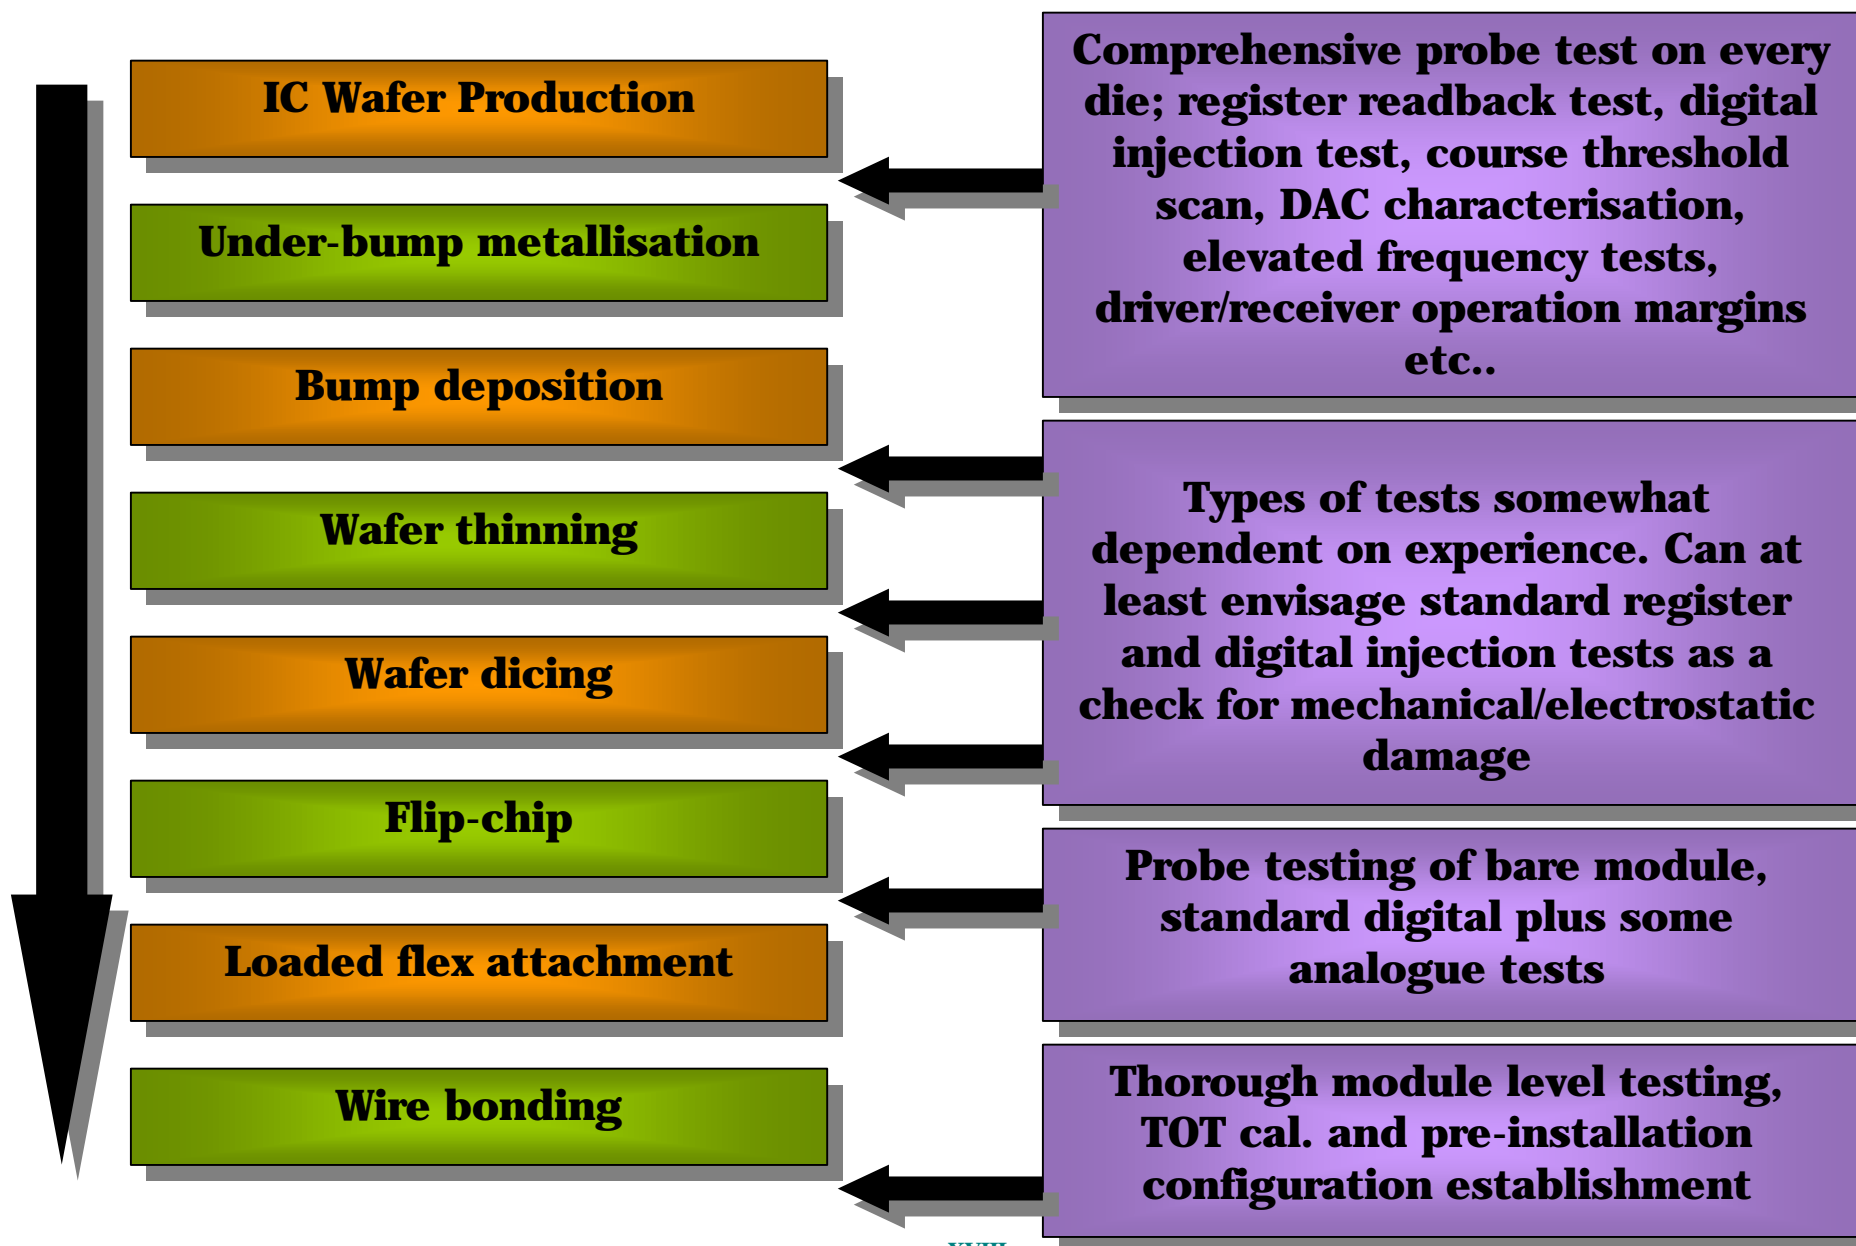 IC Wafer Production
Under-bump metallisation
Bump deposition
Wafer thinning
Wafer dicing
Flip-chip
Loaded flex attachment
Wire bonding
Comprehensive probe test on every
die; register readback test, digital
injection test, course threshold
scan, DAC characterisation,
elevated frequency tests,
driver/receiver operation margins
etc..
Types of tests somewhat
dependent on experience. Can at
least envisage standard register
and digital injection tests as a
check for mechanical/electrostatic
damage
Probe testing of bare module,
standard digital plus some
analogue tests
Thorough module level testing,
TOT cal. and pre-installation
configuration establishment